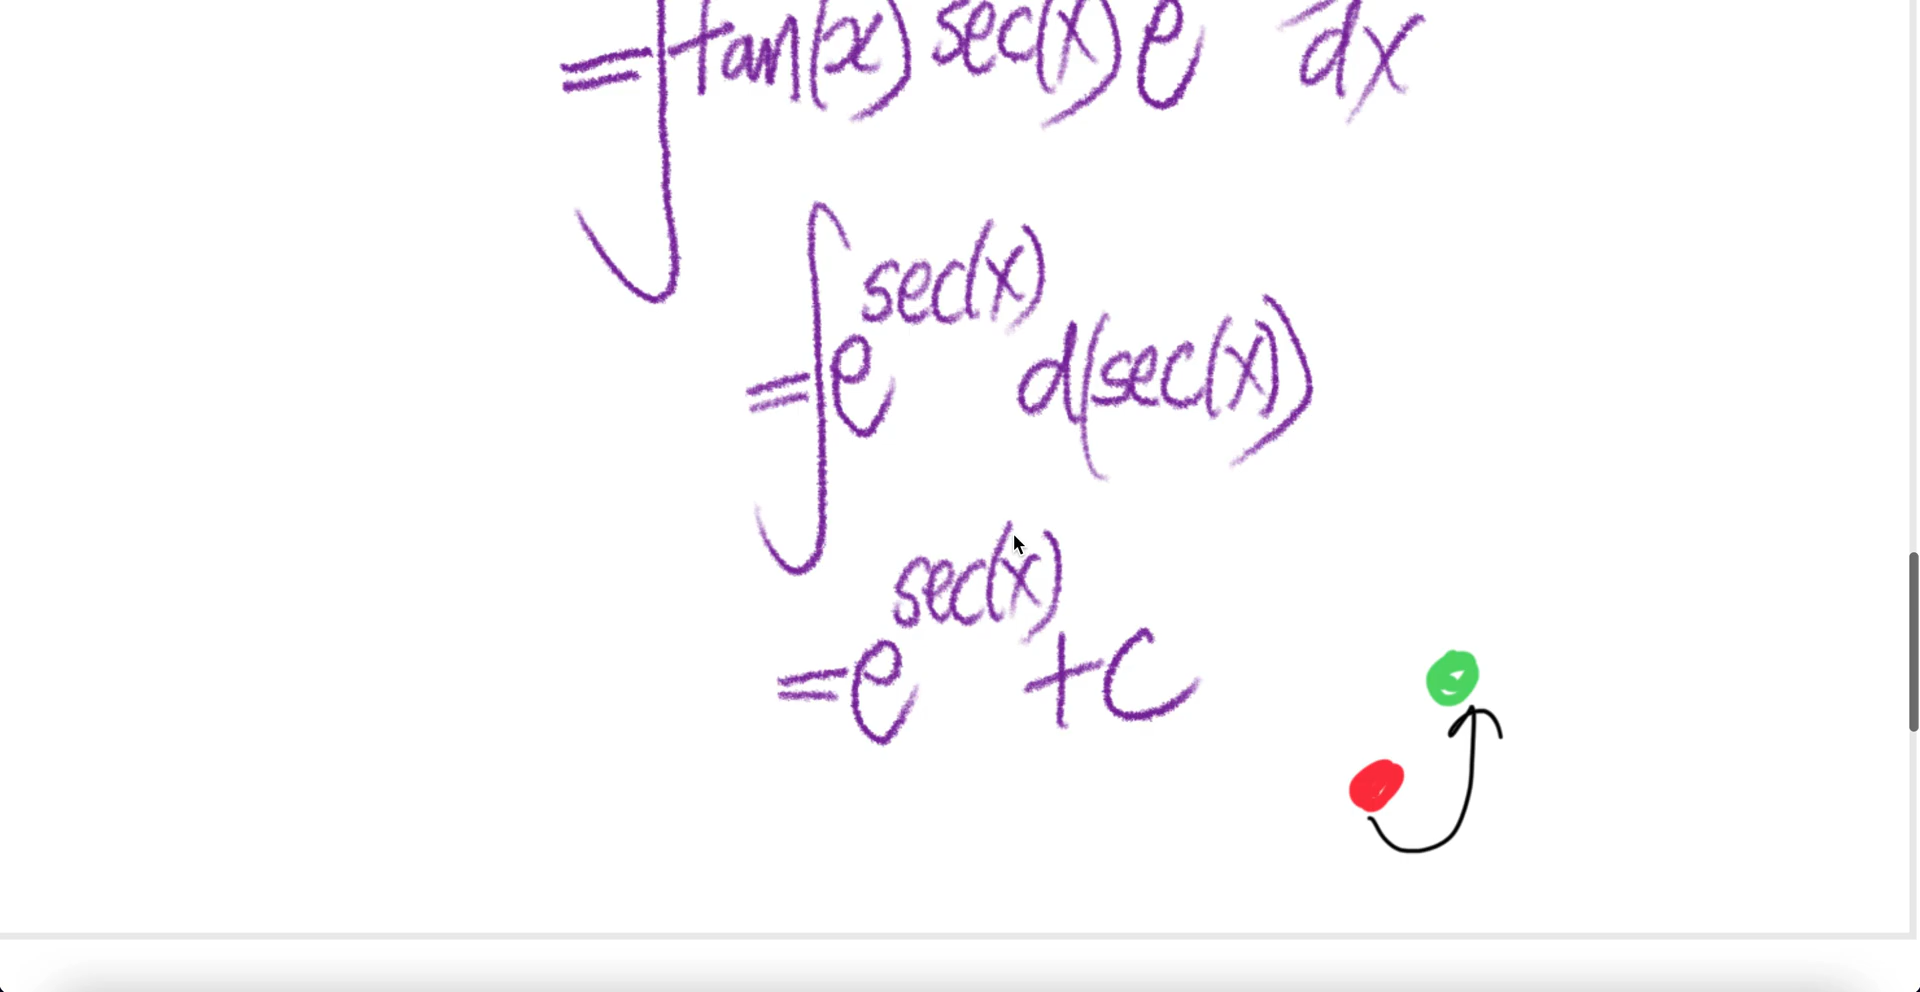 =∫tan(x) sec(x) e dx
=∫e^sec(x) d(sec(x))
=e^sec(x) + C